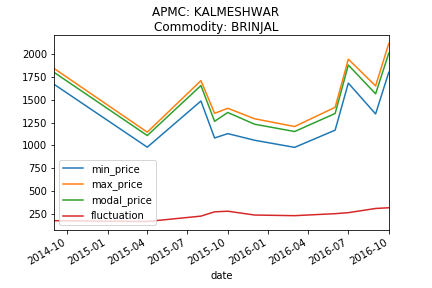 APMC: KALMESHWAR
Commodity: BRINJAL
2000
1750
1500
1250
1000
750
500
250
min_price
max_price
modal_price
fluctuation
2014-10
2015-01
2015-04
2015-07
2015-10
2016-01
2016-04
2016-07
2016-10
date